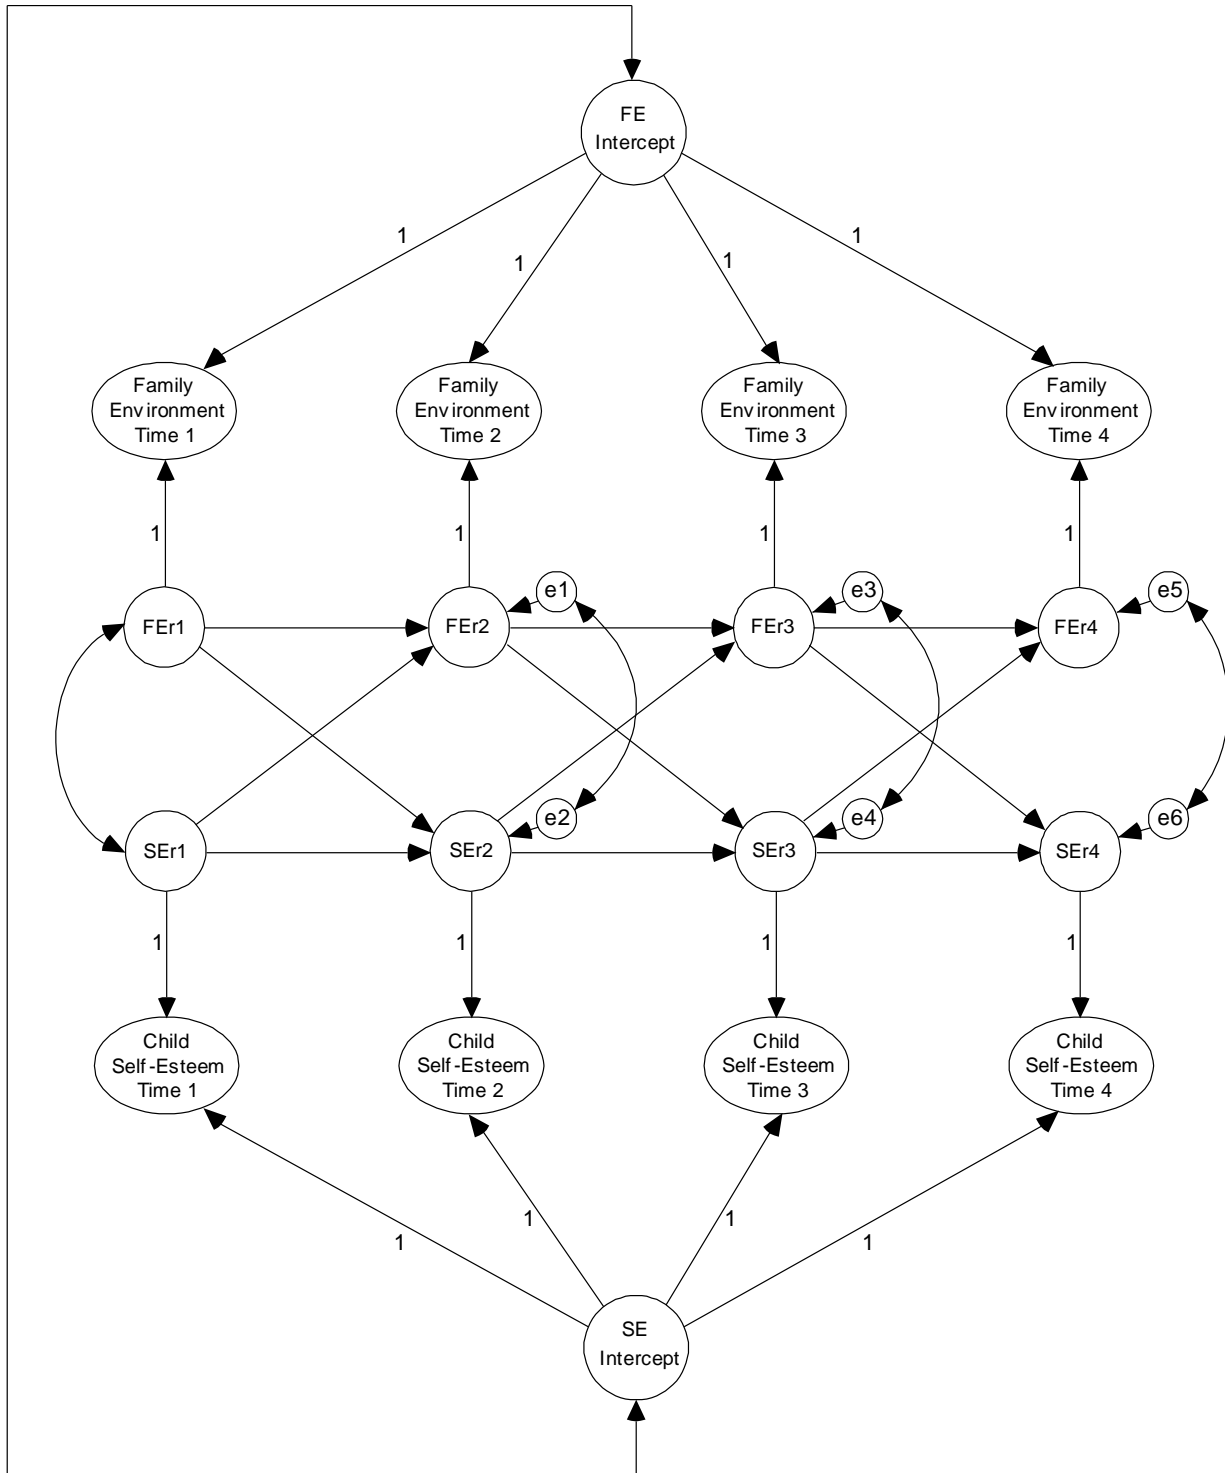 FE
Intercept
1
1
1
1
Family
Environment
Time 1
Family
Environment
Time 2
Family
Environment
Time 3
Family
Environment
Time 4
1
1
1
1
FEr1
FEr2
e1
FEr3
e3
FEr4
e5
SEr1
SEr2
e2
SEr3
e4
SEr4
e6
1
1
1
1
Child
Self-Esteem
Time 1
Child
Self-Esteem
Time 2
Child
Self-Esteem
Time 3
Child
Self-Esteem
Time 4
1
1
1
1
SE
Intercept